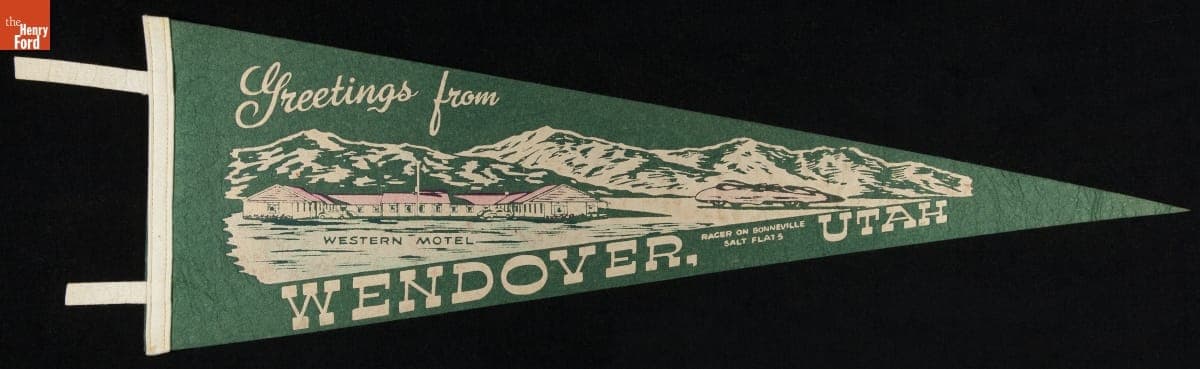 the
Henry
Ford
Greetings from
WESTERN MOTEL
RACER ON BONNEVILLE
SALT FLATS
WENDOVER, UTAH